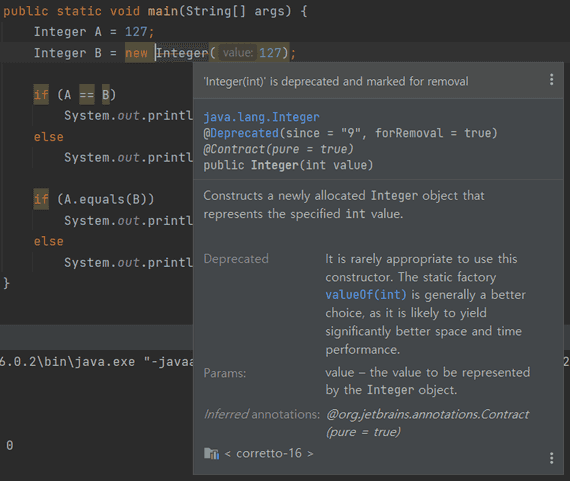 public static void main(String[] args) {
Integer A = 127;
Integer B = new Integer( value: 127);
'Integer(int)' is deprecated and marked for removal
if (A == B)
System.out.printl
else
System.out.printl
if (A.equals(B))
System.out.printl
else
System.out.printl
}
java.lang.Integer
@Deprecated(since = "9", forRemoval = true)
@Contract(pure = true)
public Integer(int value)
Constructs a newly allocated Integer object that
represents the specified int value.
Deprecated
It is rarely appropriate to use this
constructor. The static factory
valueOf(int) is generally a better
choice, as it is likely to yield
significantly better space and time
performance.
Params:
value – the value to be represented
by the Integer object.
Inferred annotations:
@org.jetbrains.annotations.Contract
(pure = true)
< corretto-16 >
6.0.2\bin\java.exe "-java
2
0